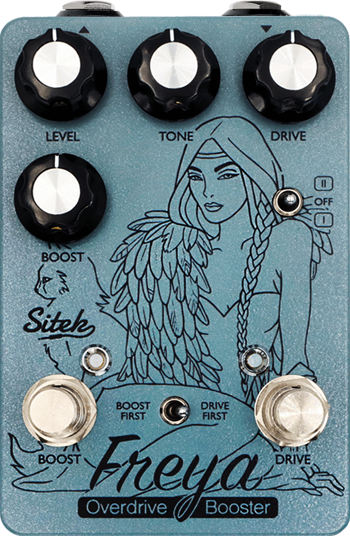 LEVEL TONE DRIVE
II
OFF
I
BOOST
Sitek
BOOST FIRST
DRIVE FIRST
BOOST
DRIVE
Freya
Overdrive Booster